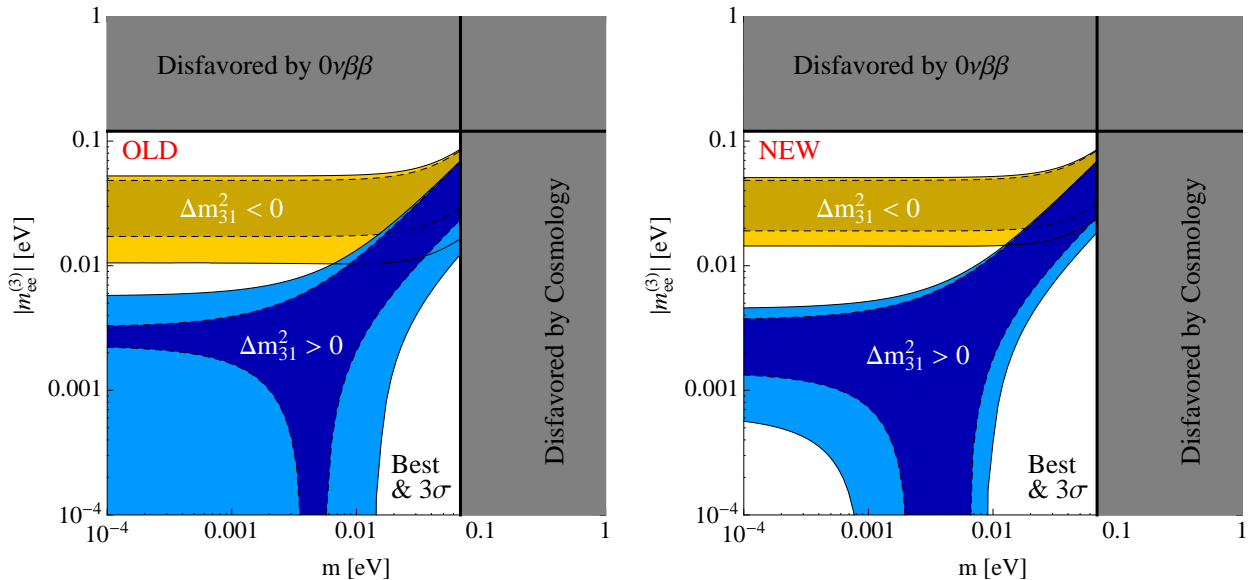 1
Disfavored by 0νββ
0.1
OLD
Δm²₃₁ < 0
|m_ee^(3)| [eV]
0.01
Δm²₃₁ > 0
0.001
Disfavored by Cosmology
Best
& 3σ
10⁻⁴
10⁻⁴ 0.001 0.01 0.1 1
m [eV]
1
Disfavored by 0νββ
0.1
NEW
Δm²₃₁ < 0
|m_ee^(3)| [eV]
0.01
Δm²₃₁ > 0
0.001
Disfavored by Cosmology
Best
& 3σ
10⁻⁴
10⁻⁴ 0.001 0.01 0.1 1
m [eV]